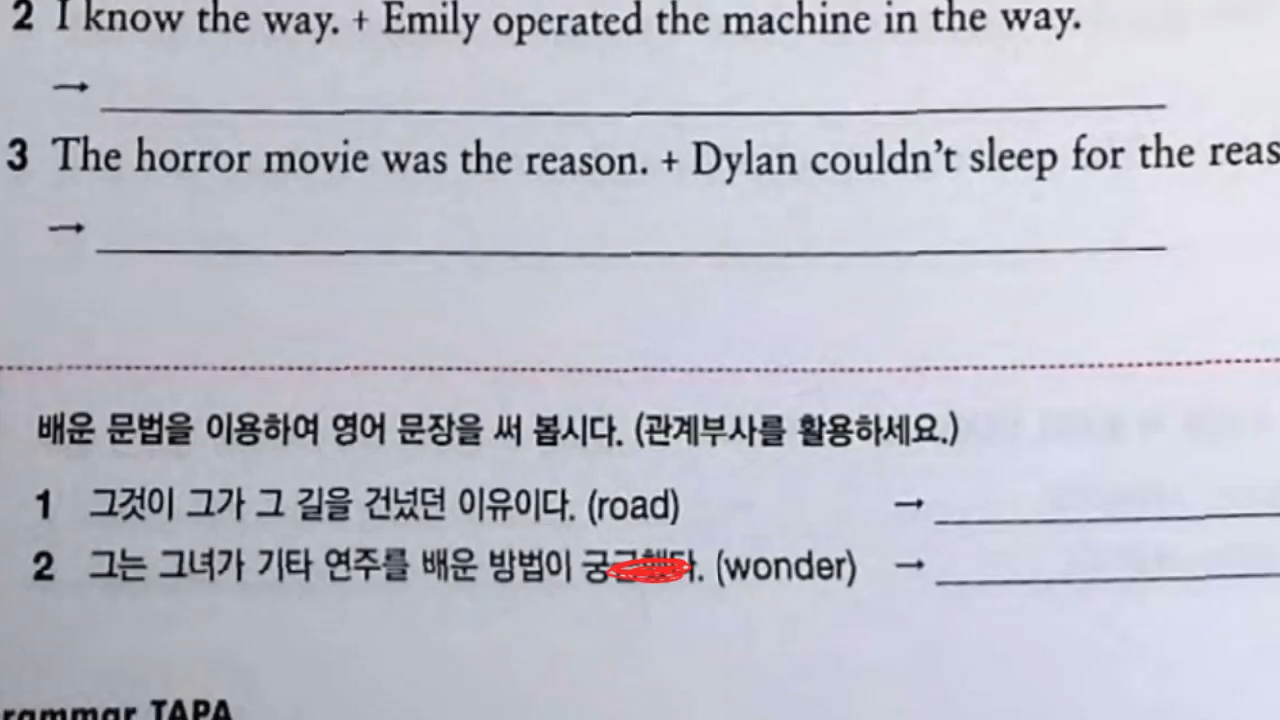 2 I know the way. + Emily operated the machine in the way.
→
3 The horror movie was the reason. + Dylan couldn't sleep for the reas
→
배운 문법을 이용하여 영어 문장을 써 봅시다. (관계부사를 활용하세요.)
1 그것이 그가 그 길을 건넜던 이유이다. (road) →
2 그는 그녀가 기타 연주를 배운 방법이 (wonder) →
rammar TAPA